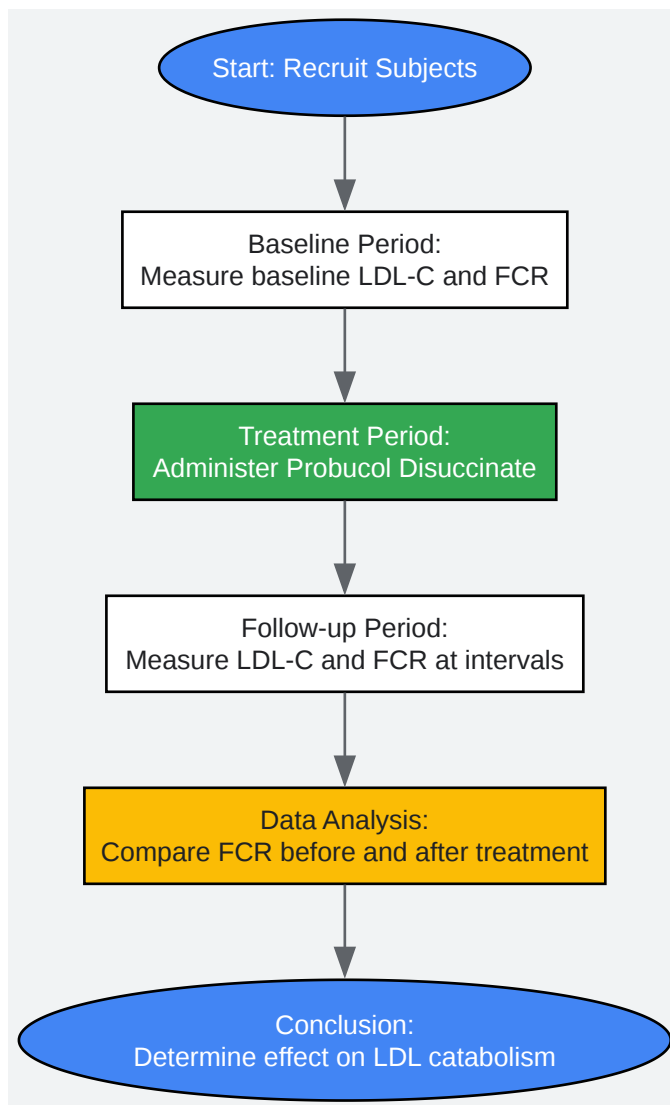 Start: Recruit Subjects
Baseline Period:
Measure baseline LDL-C and FCR
Treatment Period:
Administer Probucol Disuccinate
Follow-up Period:
Measure LDL-C and FCR at intervals
Data Analysis:
Compare FCR before and after treatment
Conclusion:
Determine effect on LDL catabolism